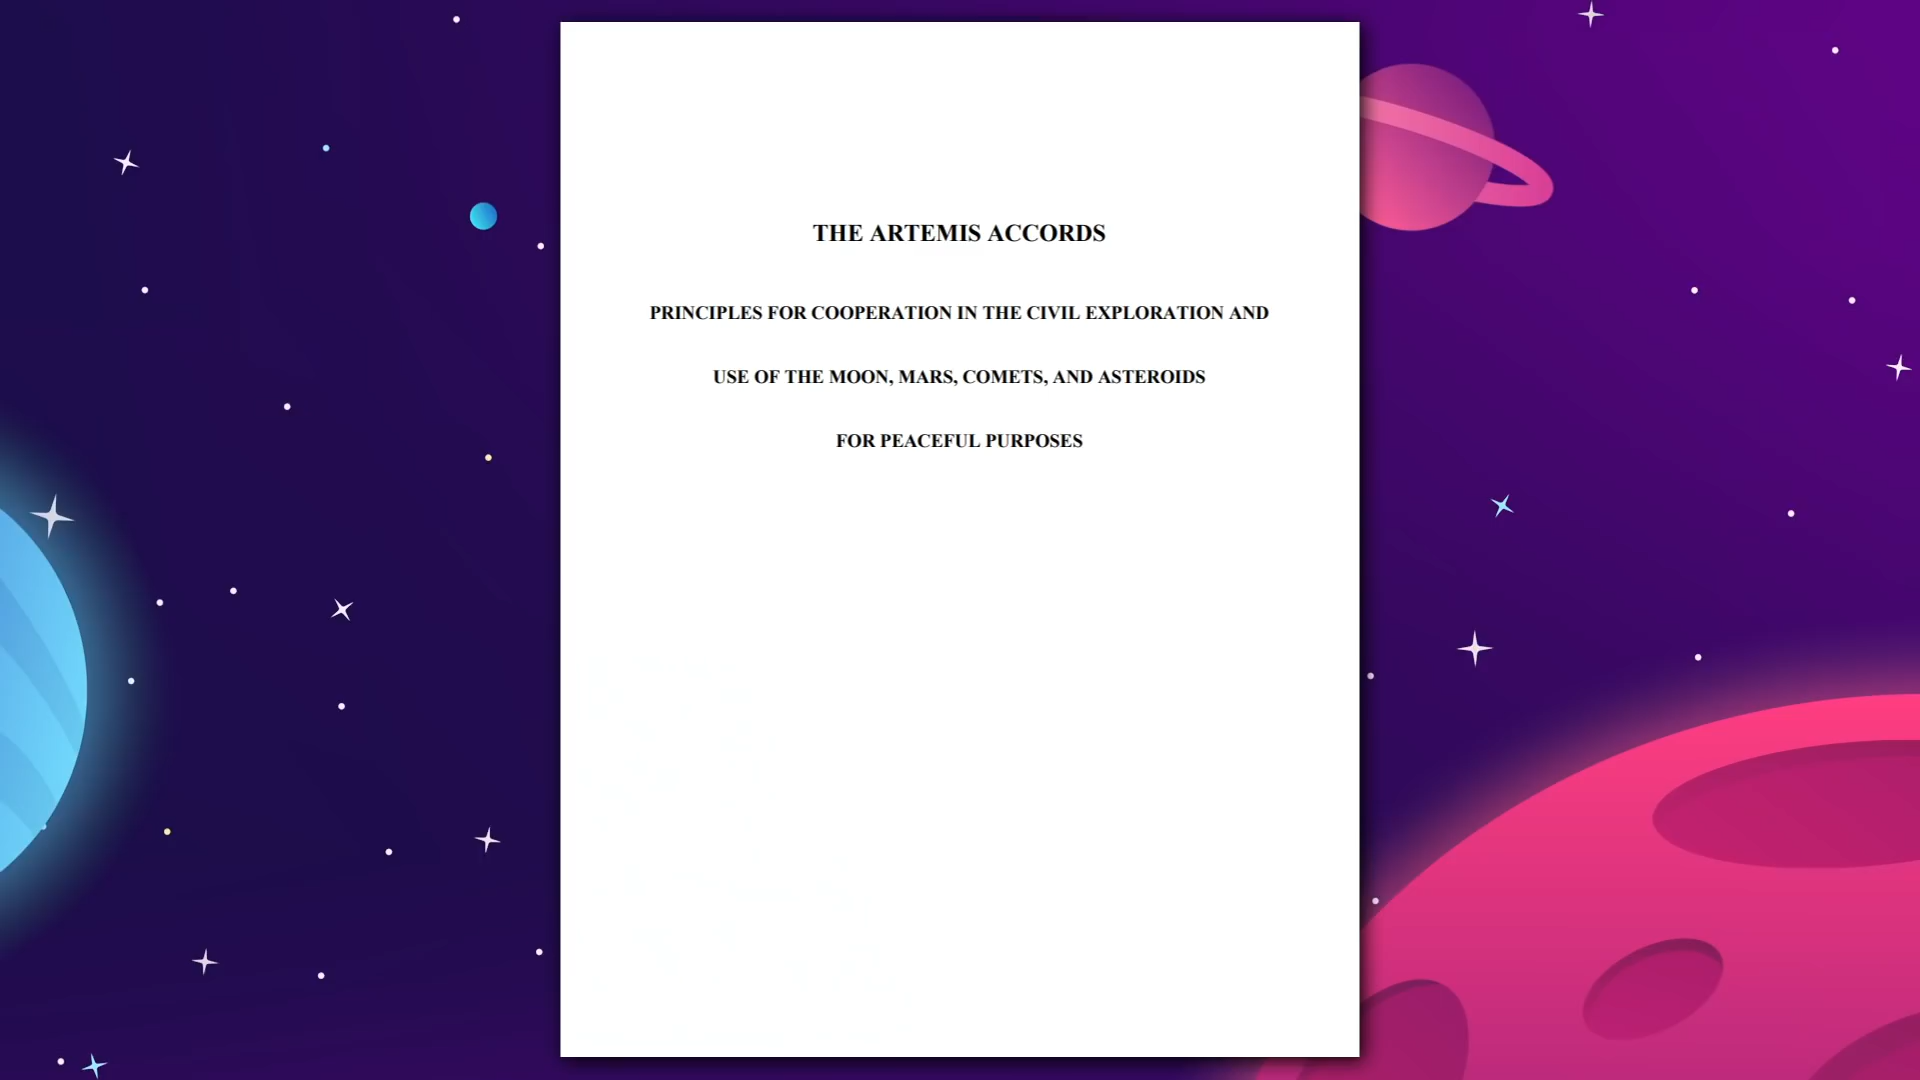 THE ARTEMIS ACCORDS
PRINCIPLES FOR COOPERATION IN THE CIVIL EXPLORATION AND
USE OF THE MOON, MARS, COMETS, AND ASTEROIDS
FOR PEACEFUL PURPOSES